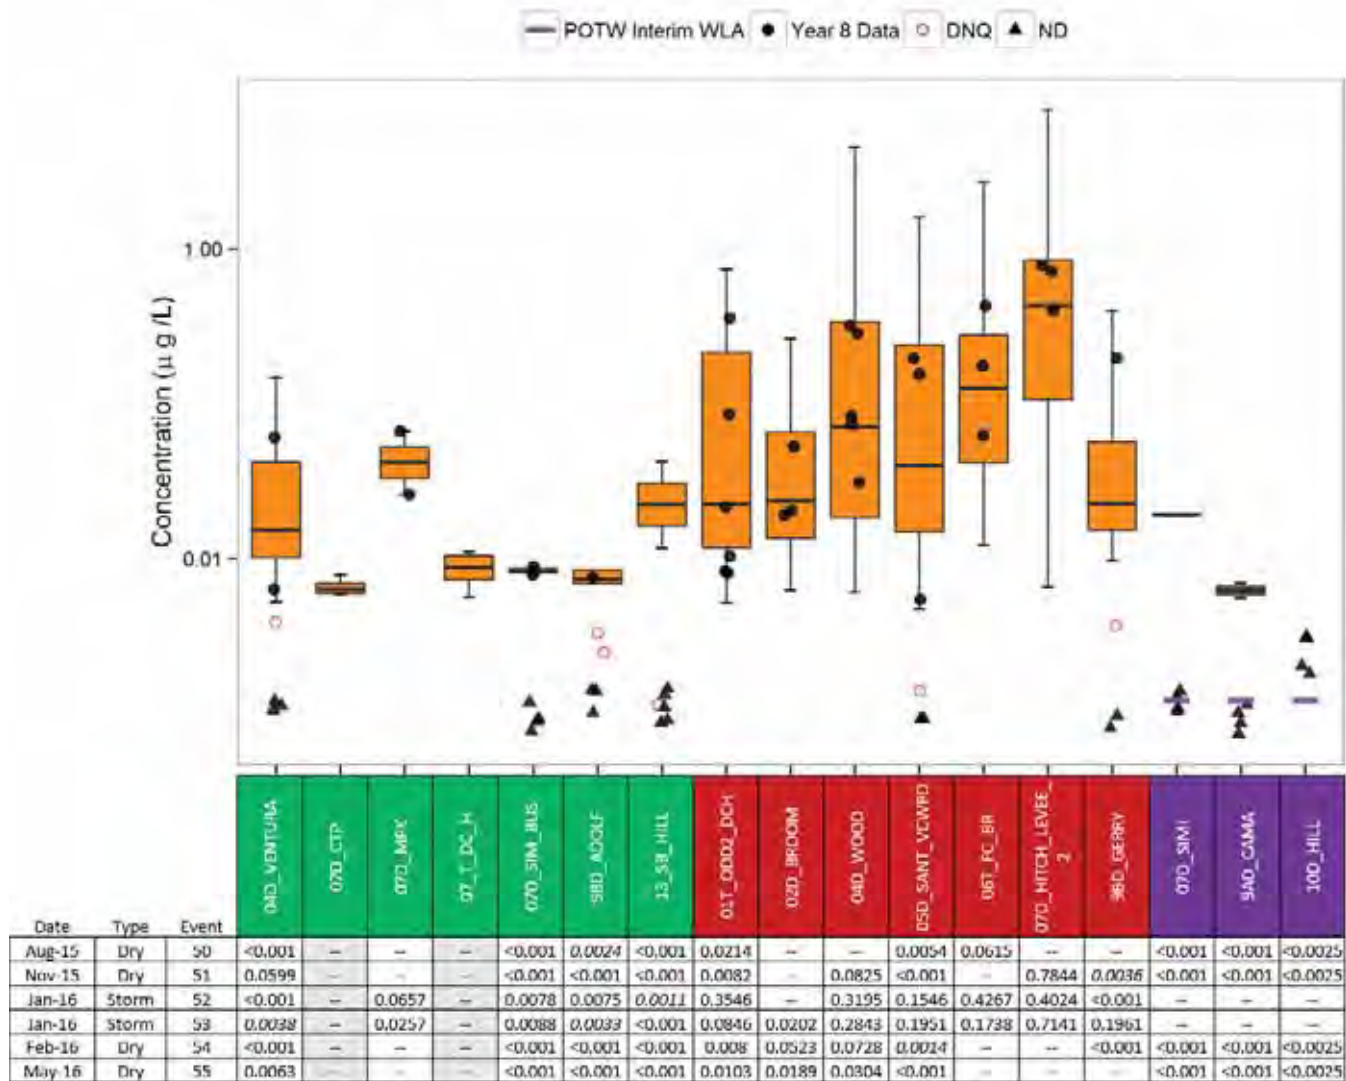 POTW Interim WLA Year 8 Data DNQ ND
Concentration (µ g /L)
1.00
0.01
04D_VENTURA
07D_CTP
07D_MPK
07_T_DC_H
07D_SIM_BUS
9BD_ADOLF
13_SB_HILL
01T_ODD2_DCH
02D_BROOM
04D_WOOD
05D_SANT_VCWPD
06T_FC_BR
07D_HITCH_LEVEE_
2
9BD_GERRY
07D_SIMI
9AD_CAMA
10D_HILL
Date Type Event
Aug-15 Dry 50 <0.001 -- -- -- <0.001 0.0024 <0.001 0.0214 -- -- 0.0054 0.0615 -- -- <0.001 <0.001 <0.0025
Nov-15 Dry 51 0.0599 -- -- -- <0.001 <0.001 <0.001 0.0082 -- 0.0825 <0.001 -- 0.7844 0.0036 <0.001 <0.001 <0.0025
Jan-16 Storm 52 <0.001 -- 0.0657 -- 0.0078 0.0075 0.0011 0.3546 -- 0.3195 0.1546 0.4267 0.4024 <0.001 -- -- --
Jan-16 Storm 53 0.0038 -- 0.0257 -- 0.0088 0.0033 <0.001 0.0846 0.0202 0.2843 0.1951 0.1738 0.7141 0.1961 -- -- --
Feb-16 Dry 54 <0.001 -- -- -- <0.001 <0.001 <0.001 0.008 0.0523 0.0728 0.0014 -- -- <0.001 <0.001 <0.001 <0.0025
May-16 Dry 55 0.0063 -- -- -- <0.001 <0.001 <0.001 0.0103 0.0189 0.0304 <0.001 -- -- -- <0.001 <0.001 <0.0025